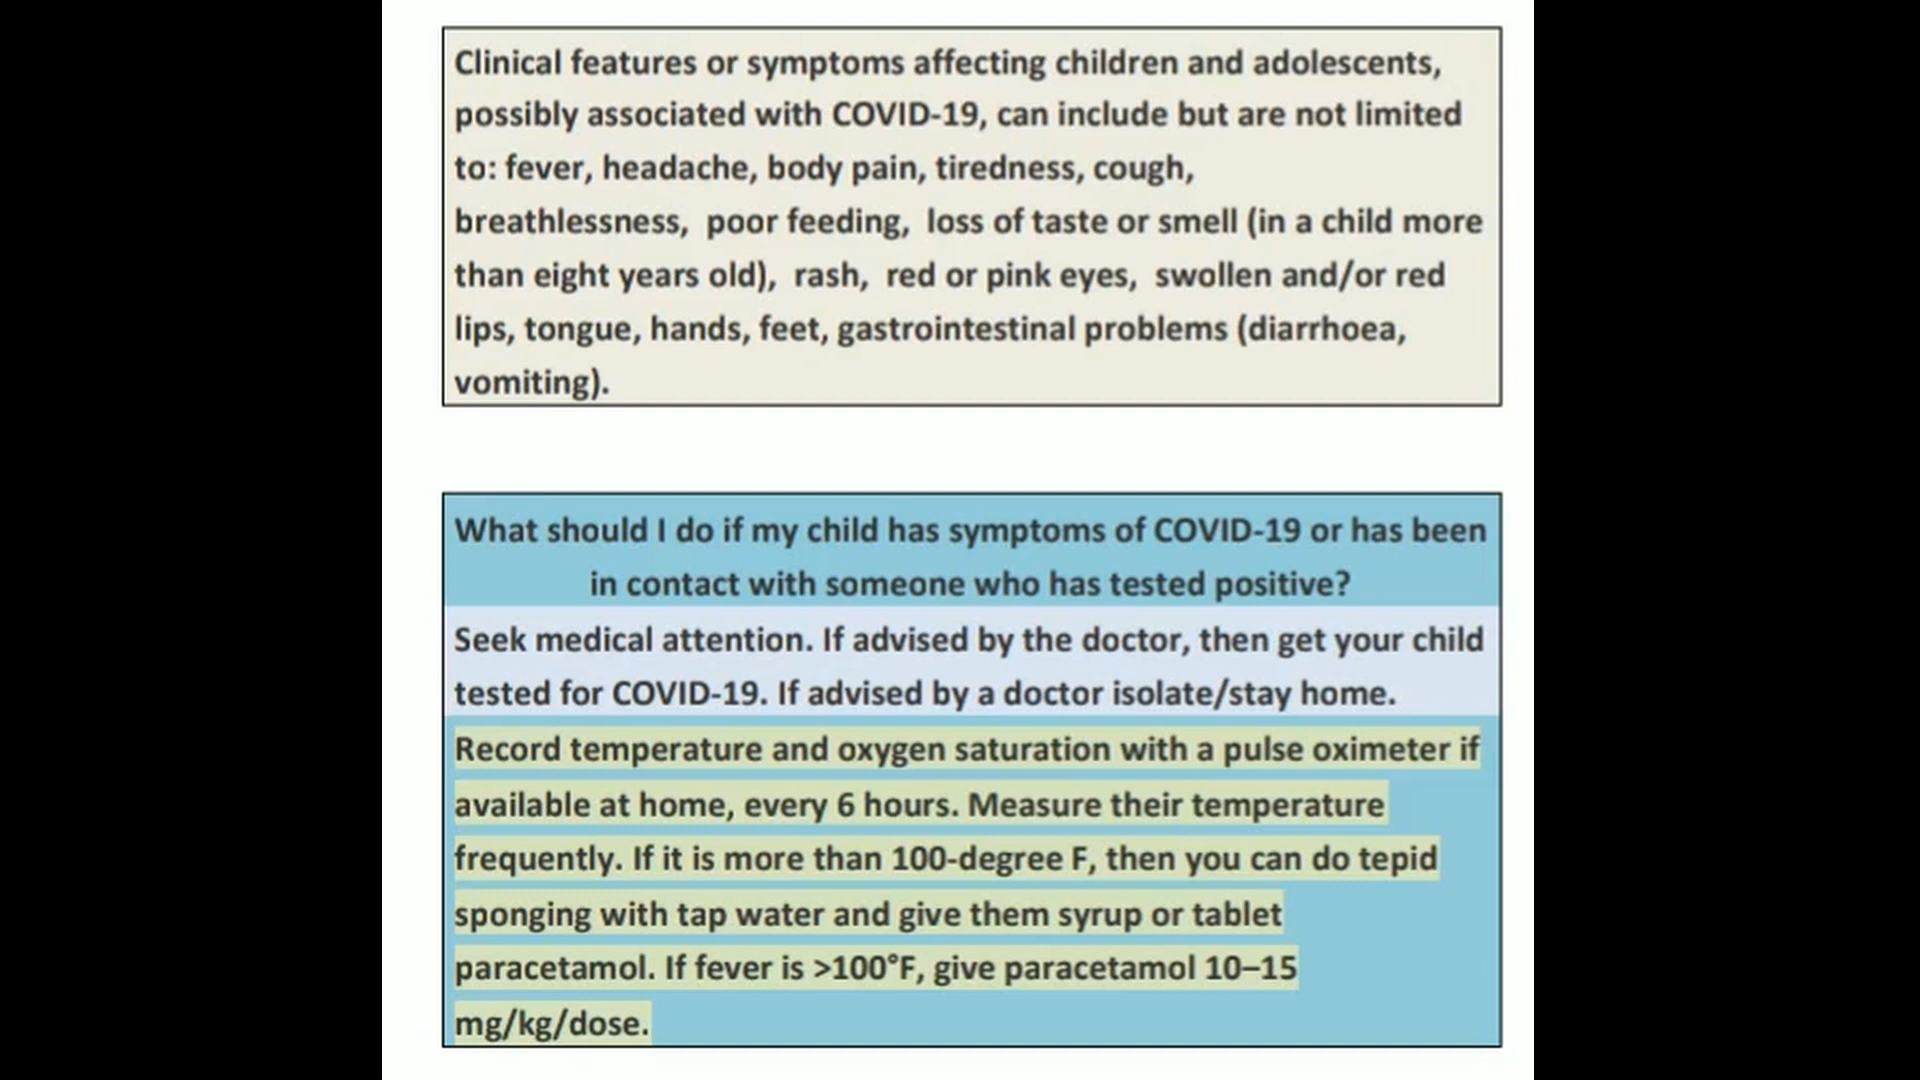 Clinical features or symptoms affecting children and adolescents,
possibly associated with COVID-19, can include but are not limited
to: fever, headache, body pain, tiredness, cough,
breathlessness, poor feeding, loss of taste or smell (in a child more
than eight years old), rash, red or pink eyes, swollen and/or red
lips, tongue, hands, feet, gastrointestinal problems (diarrhoea,
vomiting).
What should I do if my child has symptoms of COVID-19 or has been
in contact with someone who has tested positive?
Seek medical attention. If advised by the doctor, then get your child
tested for COVID-19. If advised by a doctor isolate/stay home.
Record temperature and oxygen saturation with a pulse oximeter if
available at home, every 6 hours. Measure their temperature
frequently. If it is more than 100-degree F, then you can do tepid
sponging with tap water and give them syrup or tablet
paracetamol. If fever is >100°F, give paracetamol 10–15
mg/kg/dose.